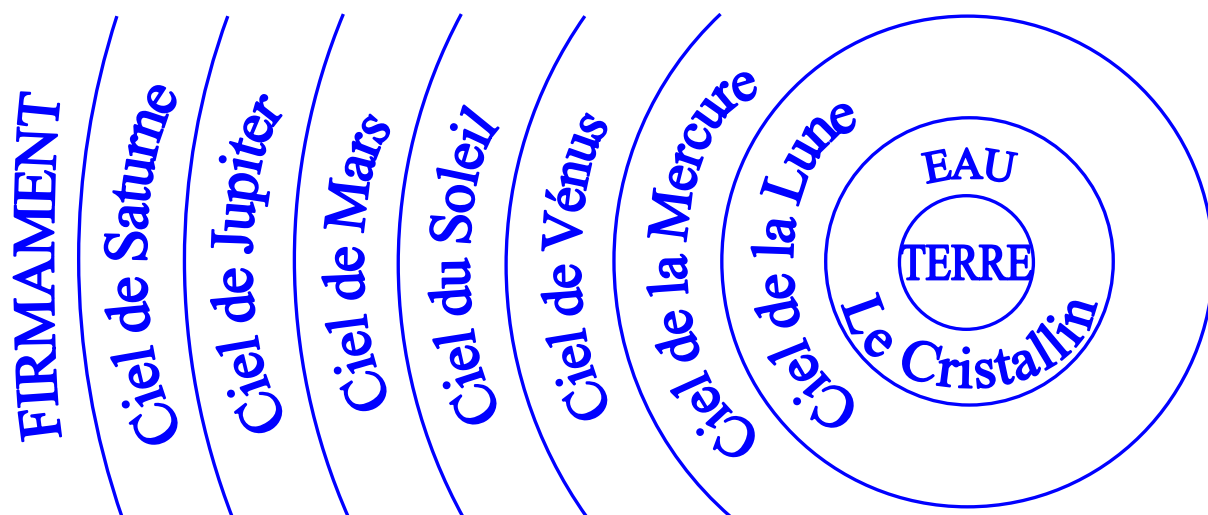 FIRMAMENT
Ciel de Saturne
Ciel de Jupiter
Ciel de Mars
Ciel du Soleil
Ciel de Vénus
Ciel de la Mercure
Ciel de la Lune
EAU
TERRE
Le Cristallin